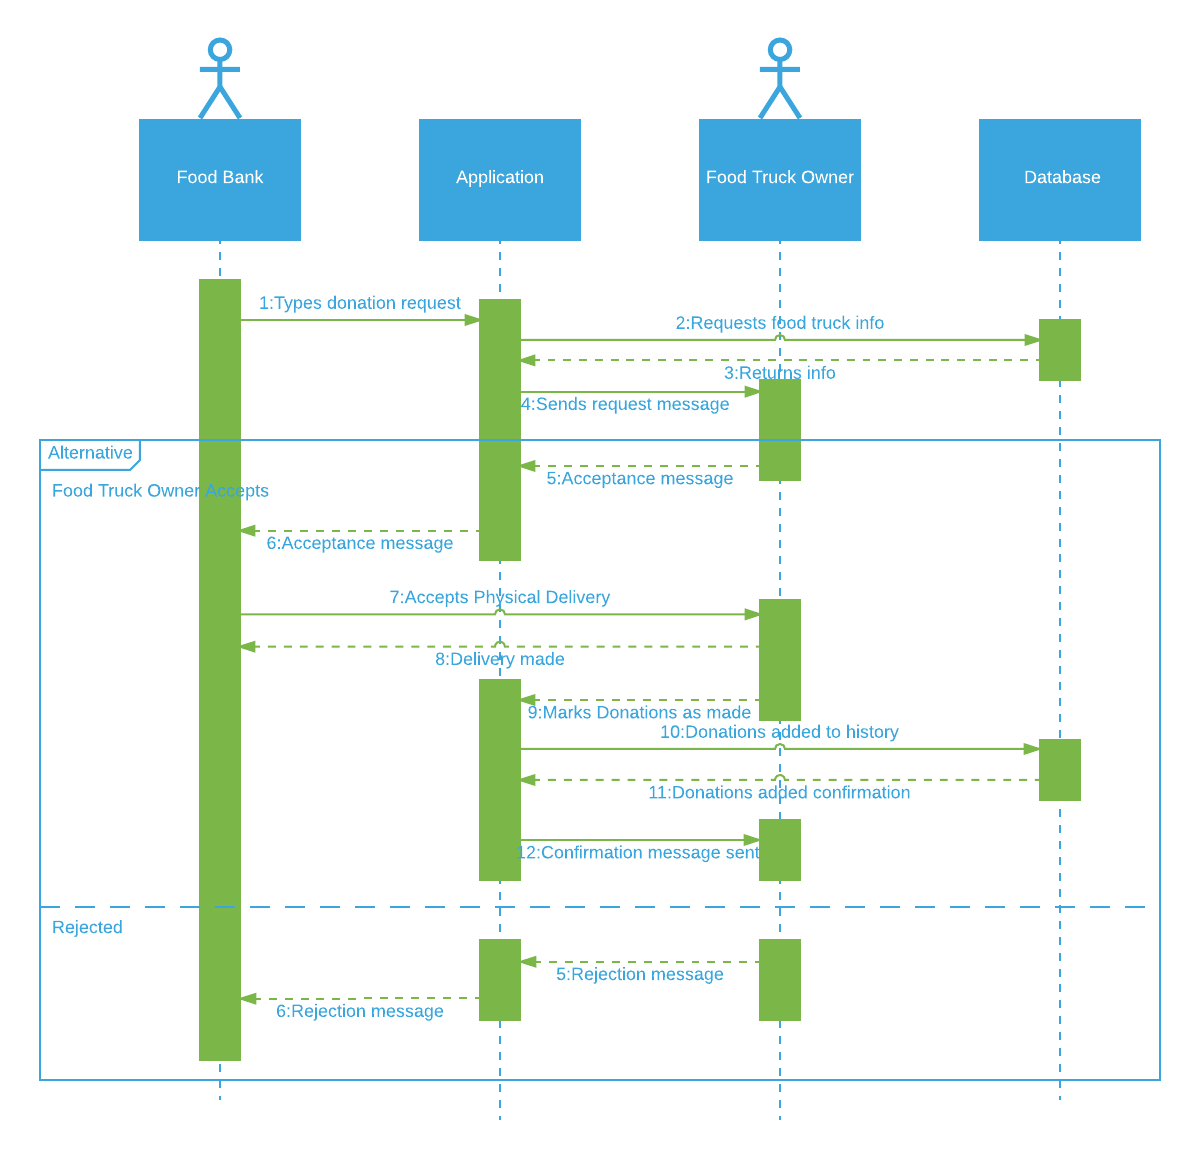 Food Bank
Application
Food Truck Owner
Database
1:Types donation request
2:Requests food truck info
3:Returns info
4:Sends request message
Alternative
5:Acceptance message
Food Truck Owner Accepts
6:Acceptance message
7:Accepts Physical Delivery
8:Delivery made
9:Marks Donations as made
10:Donations added to history
11:Donations added confirmation
12:Confirmation message sent
Rejected
5:Rejection message
6:Rejection message